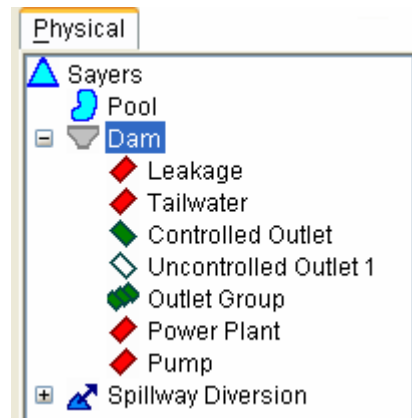 Physical
Sayers
Pool
Dam
Leakage
Tailwater
Controlled Outlet
Uncontrolled Outlet 1
Outlet Group
Power Plant
Pump
Spillway Diversion